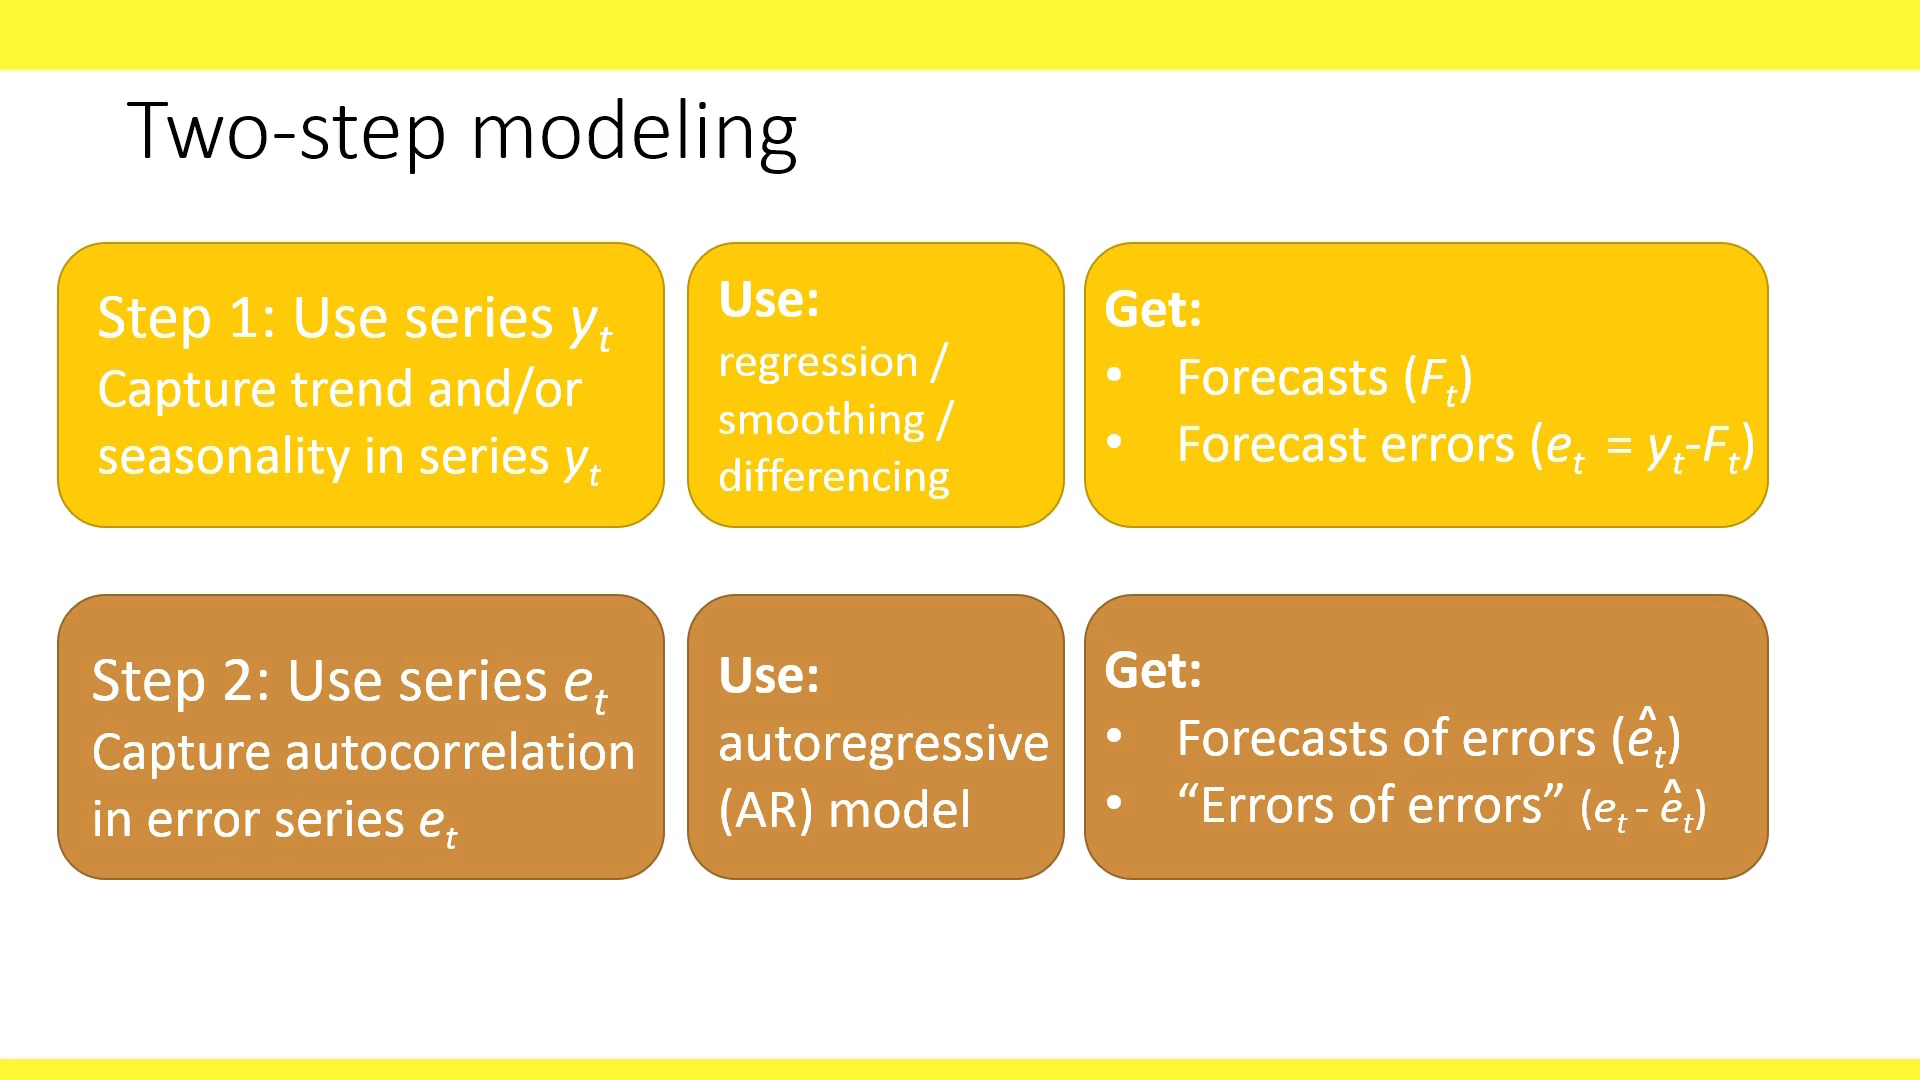 Two-step modeling
Step 1: Use series yt
Capture trend and/or
seasonality in series yt
Use:
regression /
smoothing /
differencing
Get:
• Forecasts (Ft)
• Forecast errors (et = yt-Ft)
Step 2: Use series et
Capture autocorrelation
in error series et
Use:
autoregressive
(AR) model
Get:
• Forecasts of errors (êt)
• “Errors of errors” (et - êt)